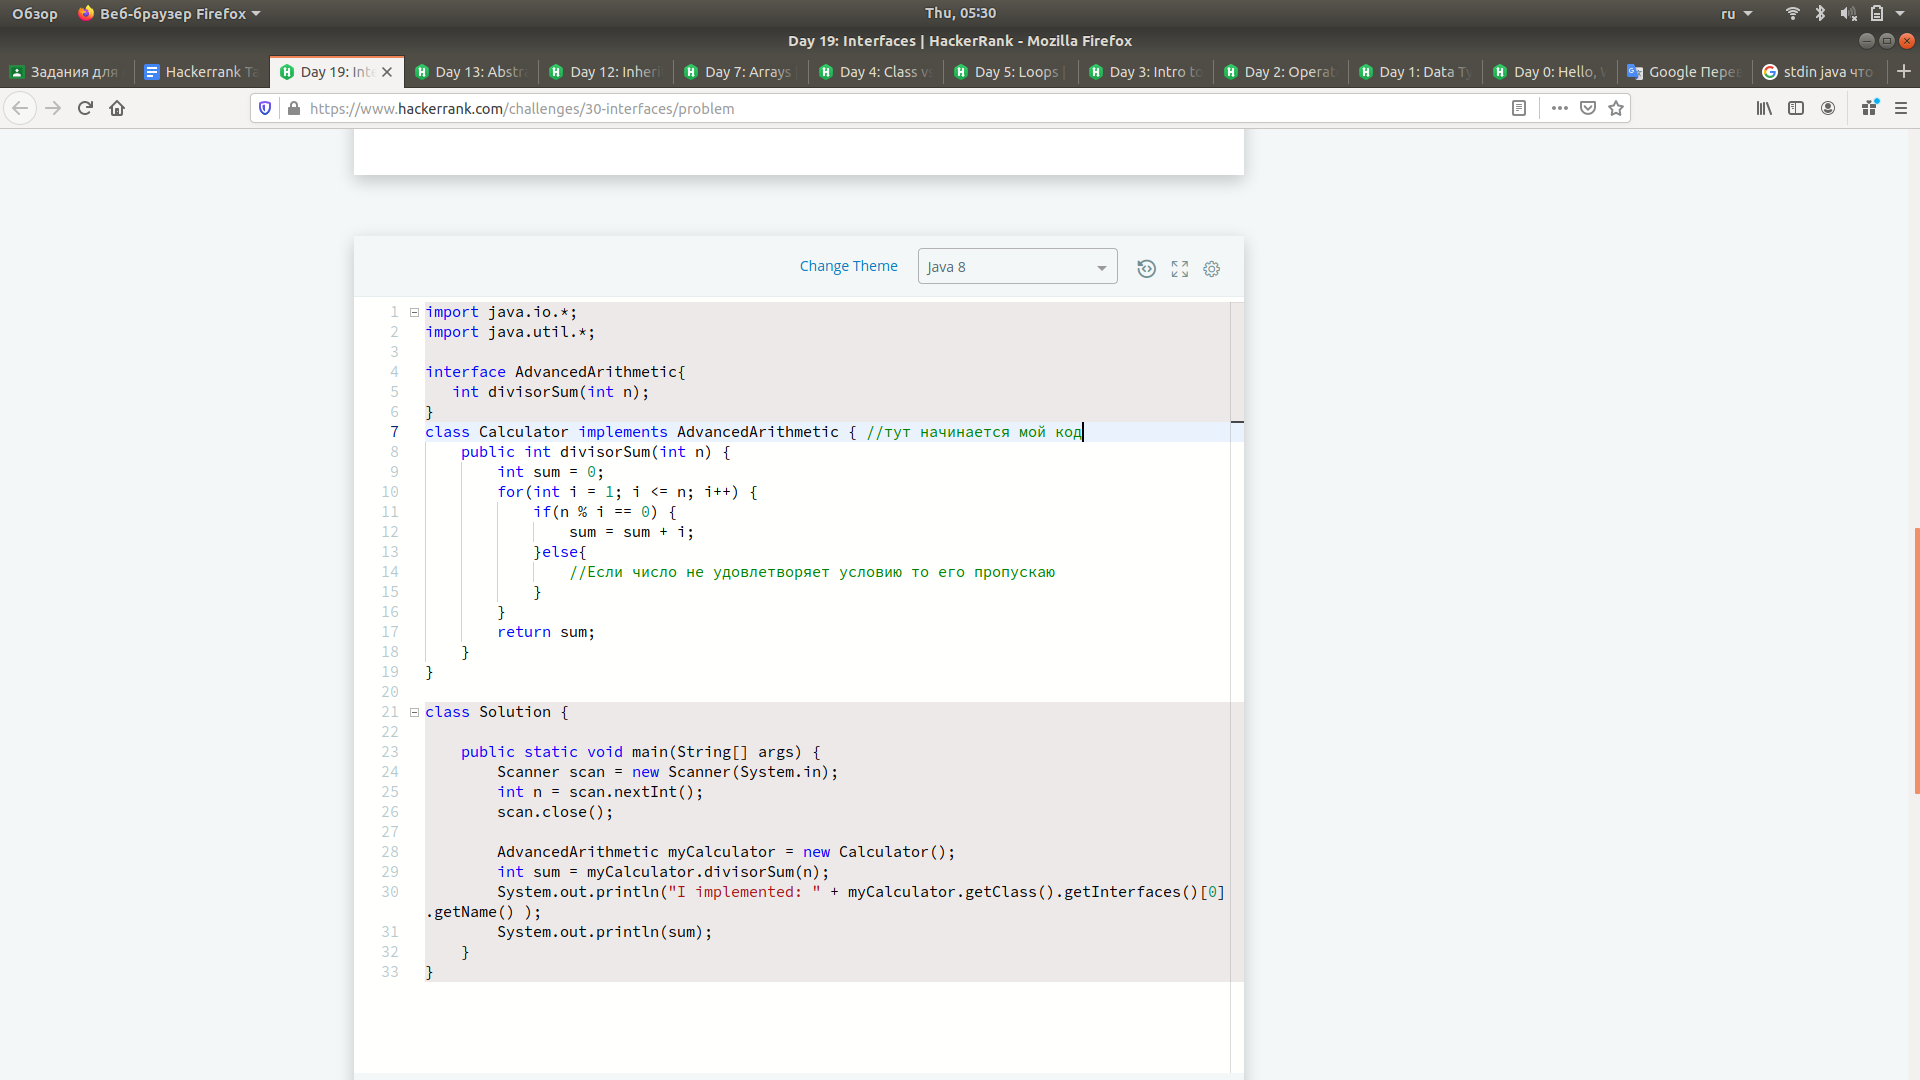 Обзор Веб-браузер Firefox Thu, 05:30 ru
Day 19: Interfaces | HackerRank - Mozilla Firefox
Задания для Hackerrank Ta Day 19: Inte Day 13: Abstra Day 12: Inheri Day 7: Arrays Day 4: Class vs Day 5: Loops Day 3: Intro to Day 2: Operat Day 1: Data Ty Day 0: Hello, Google Пере stdin java что
https://www.hackerrank.com/challenges/30-interfaces/problem
Change Theme Java 8
1 import java.io.*;
2 import java.util.*;
3
4 interface AdvancedArithmetic{
5 int divisorSum(int n);
6 }
7 class Calculator implements AdvancedArithmetic { //тут начинается мой код
8 public int divisorSum(int n) {
9 int sum = 0;
10 for(int i = 1; i <= n; i++) {
11 if(n % i == 0) {
12 sum = sum + i;
13 }else{
14 //Если число не удовлетворяет условию то его пропускаю
15 }
16 }
17 return sum;
18 }
19 }
20
21 class Solution {
22
23 public static void main(String[] args) {
24 Scanner scan = new Scanner(System.in);
25 int n = scan.nextInt();
26 scan.close();
27
28 AdvancedArithmetic myCalculator = new Calculator();
29 int sum = myCalculator.divisorSum(n);
30 System.out.println("I implemented: " + myCalculator.getClass().getInterfaces()[0]
.getName() );
31 System.out.println(sum);
32 }
33 }